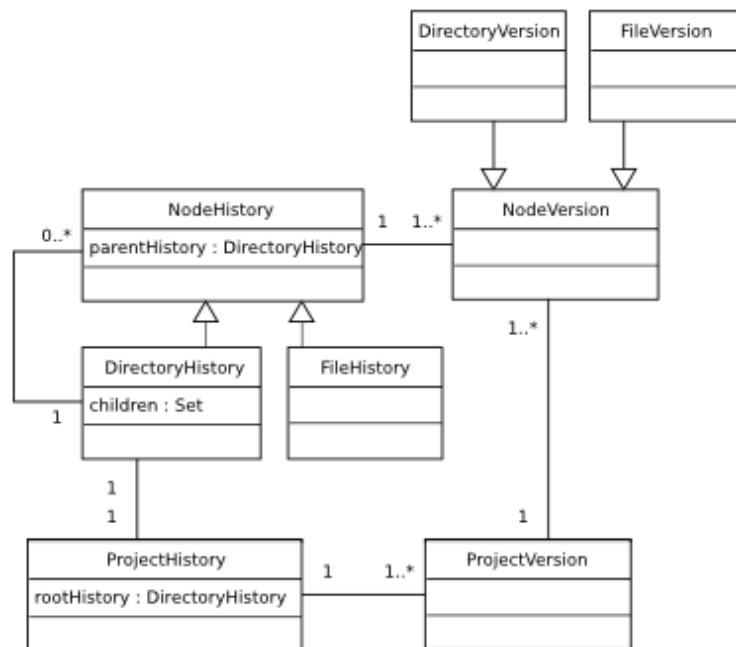 DirectoryVersion
FileVersion
NodeHistory
parentHistory : DirectoryHistory
NodeVersion
1
1..*
0..*
1
DirectoryHistory
children : Set
FileHistory
1..*
1
1
1
ProjectHistory
rootHistory : DirectoryHistory
ProjectVersion
1
1..*